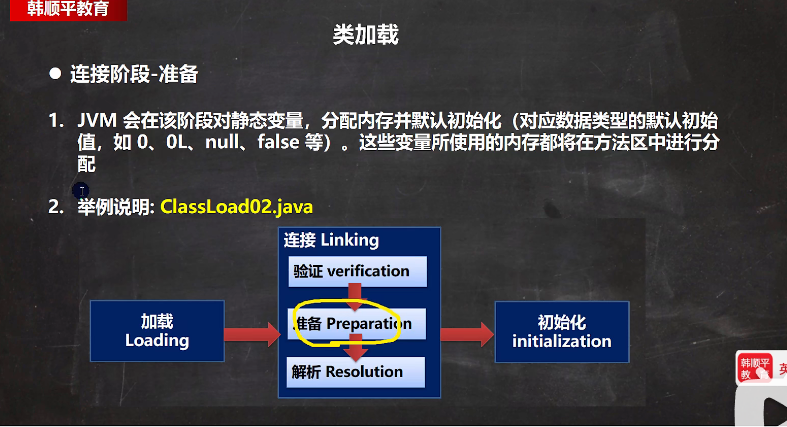 韩顺平教育
类加载
● 连接阶段-准备
1. JVM 会在该阶段对静态变量，分配内存并默认初始化（对应数据类型的默认初始
值，如 0、0L、null、false 等）。这些变量所使用的内存都将在方法区中进行分
配
2. 举例说明: ClassLoad02.java
连接 Linking
验证 verification
加载
Loading
准备 Preparation
初始化
initialization
解析 Resolution
韩顺平
教育
英